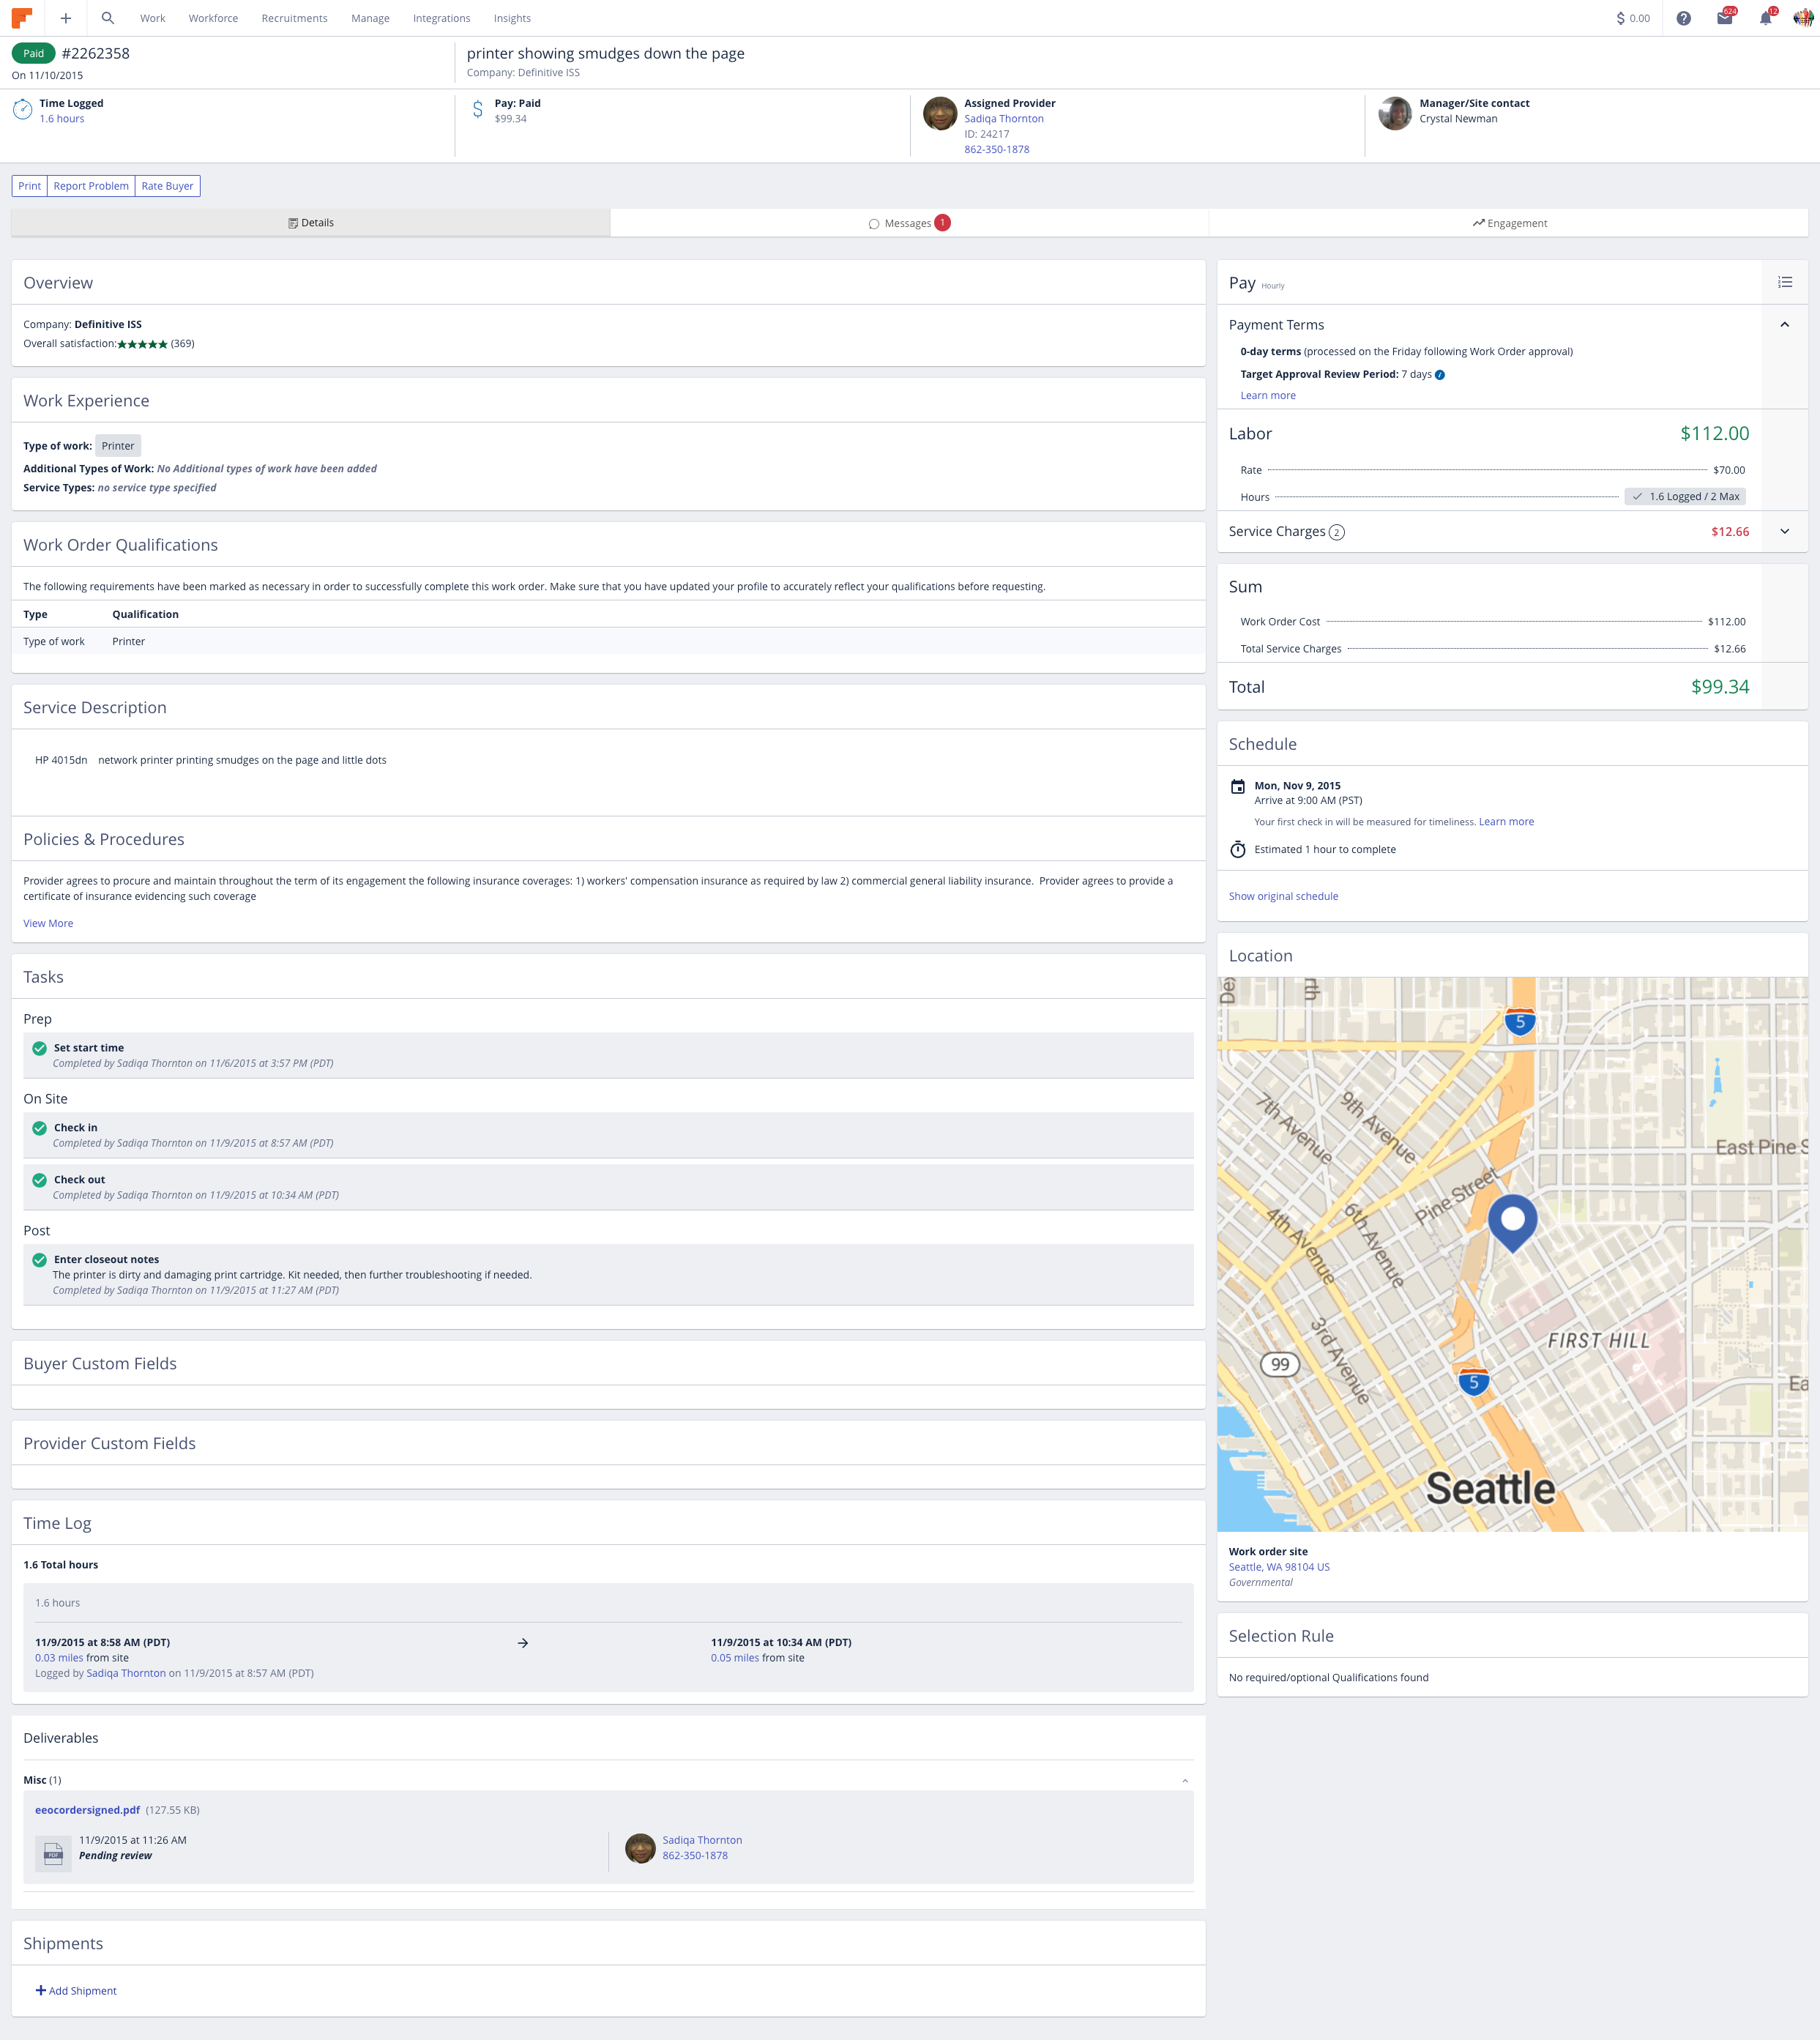 Work Workforce Recruitments Manage Integrations Insights $ 0.00 624 12
Paid #2262358
On 11/10/2015
printer showing smudges down the page
Company: Definitive ISS
Time Logged
1.6 hours
Pay: Paid
$99.34
Assigned Provider
Sadiqa Thornton
ID: 24217
862-350-1878
Manager/Site contact
Crystal Newman
Print Report Problem Rate Buyer
Details Messages 1 Engagement
Overview
Company: Definitive ISS
Overall satisfaction: (369)
Work Experience
Type of work: Printer
Additional Types of Work: No Additional types of work have been added
Service Types: no service type specified
Work Order Qualifications
The following requirements have been marked as necessary in order to successfully complete this work order. Make sure that you have updated your profile to accurately reflect your qualifications before requesting.
Type Qualification
Type of work Printer
Service Description
HP 4015dn network printer printing smudges on the page and little dots
Policies & Procedures
Provider agrees to procure and maintain throughout the term of its engagement the following insurance coverages: 1) workers' compensation insurance as required by law 2) commercial general liability insurance. Provider agrees to provide a
certificate of insurance evidencing such coverage
View More
Tasks
Prep
Set start time
Completed by Sadiqa Thornton on 11/6/2015 at 3:57 PM (PDT)
On Site
Check in
Completed by Sadiqa Thornton on 11/9/2015 at 8:57 AM (PDT)
Check out
Completed by Sadiqa Thornton on 11/9/2015 at 10:34 AM (PDT)
Post
Enter closeout notes
The printer is dirty and damaging print cartridge. Kit needed, then further troubleshooting if needed.
Completed by Sadiqa Thornton on 11/9/2015 at 11:27 AM (PDT)
Buyer Custom Fields
Provider Custom Fields
Time Log
1.6 Total hours
1.6 hours
11/9/2015 at 8:58 AM (PDT)
0.03 miles from site
Logged by Sadiqa Thornton on 11/9/2015 at 8:57 AM (PDT)
11/9/2015 at 10:34 AM (PDT)
0.05 miles from site
Deliverables
Misc (1)
eeocordersigned.pdf (127.55 KB)
PDF
11/9/2015 at 11:26 AM
Pending review
Sadiqa Thornton
862-350-1878
Shipments
Add Shipment
Pay Hourly
Payment Terms
0-day terms (processed on the Friday following Work Order approval)
Target Approval Review Period: 7 days
Learn more
Labor $112.00
Rate $70.00
Hours 1.6 Logged / 2 Max
Service Charges 2 $12.66
Sum
Work Order Cost $112.00
Total Service Charges $12.66
Total $99.34
Schedule
Mon, Nov 9, 2015
Arrive at 9:00 AM (PST)
Your first check in will be measured for timeliness. Learn more
Estimated 1 hour to complete
Show original schedule
Location
5
7th Avenue
9th Avenue
East Pine S
Pine Street
4th Avenue
6th Avenue
3rd Avenue
FIRST HILL
99
5
Seattle
Work order site
Seattle, WA 98104 US
Governmental
Selection Rule
No required/optional Qualifications found